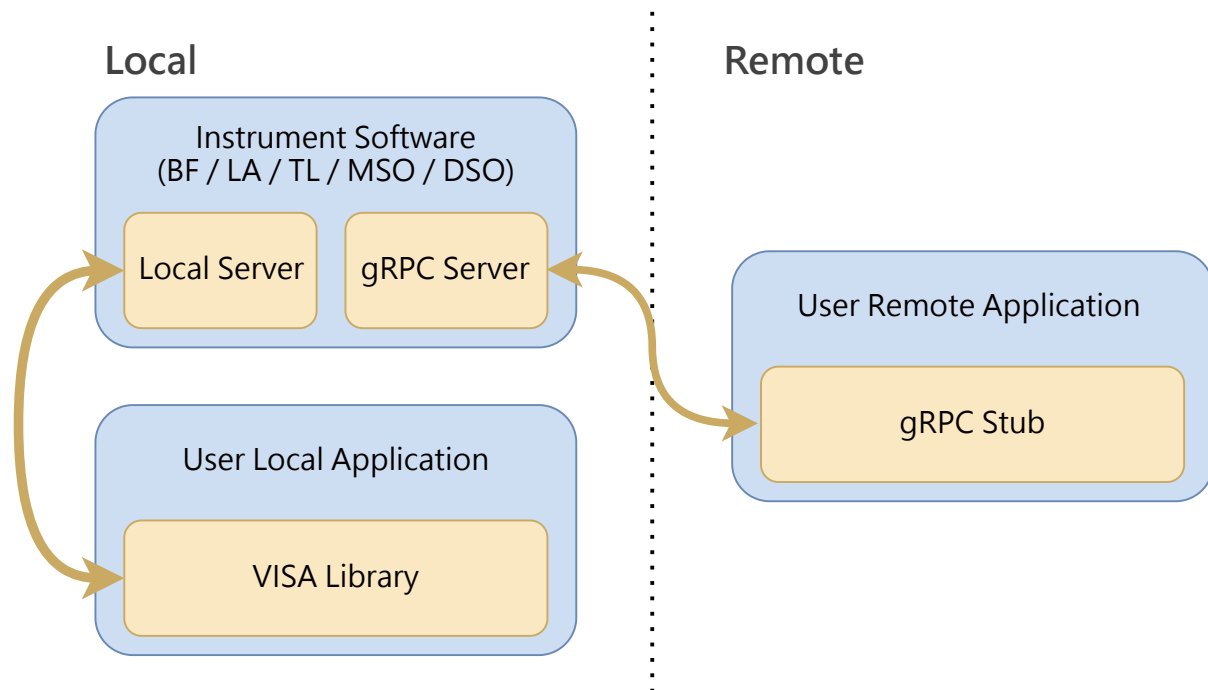 Local
Remote
Instrument Software
(BF / LA / TL / MSO / DSO)
Local Server
gRPC Server
User Remote Application
gRPC Stub
User Local Application
VISA Library